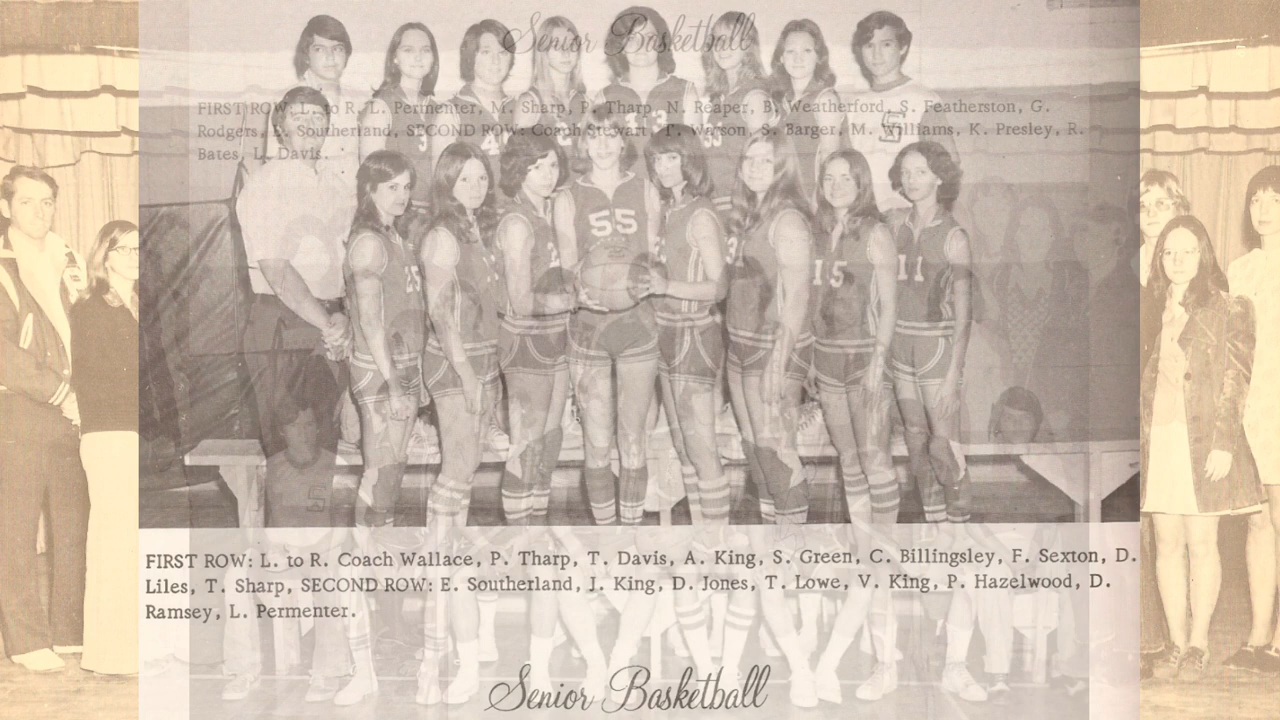 Senior Basketball
FIRST ROW: L. to R. L. Permenter, M. Sharp, P. Tharp, N. Reaper, B. Weatherford, S. Featherston, G.
Rodgers, E. Southerland, SECOND ROW: Coach Stewart, T. Watson, S. Barger, M. Williams, K. Presley, R.
Bates, L. Davis.
55
25
15
11
S
FIRST ROW: L. to R. Coach Wallace, P. Tharp, T. Davis, A. King, S. Green, C. Billingsley, F. Sexton, D.
Liles, T. Sharp, SECOND ROW: E. Southerland, J. King, D. Jones, T. Lowe, V. King, P. Hazelwood, D.
Ramsey, L. Permenter.
Senior Basketball